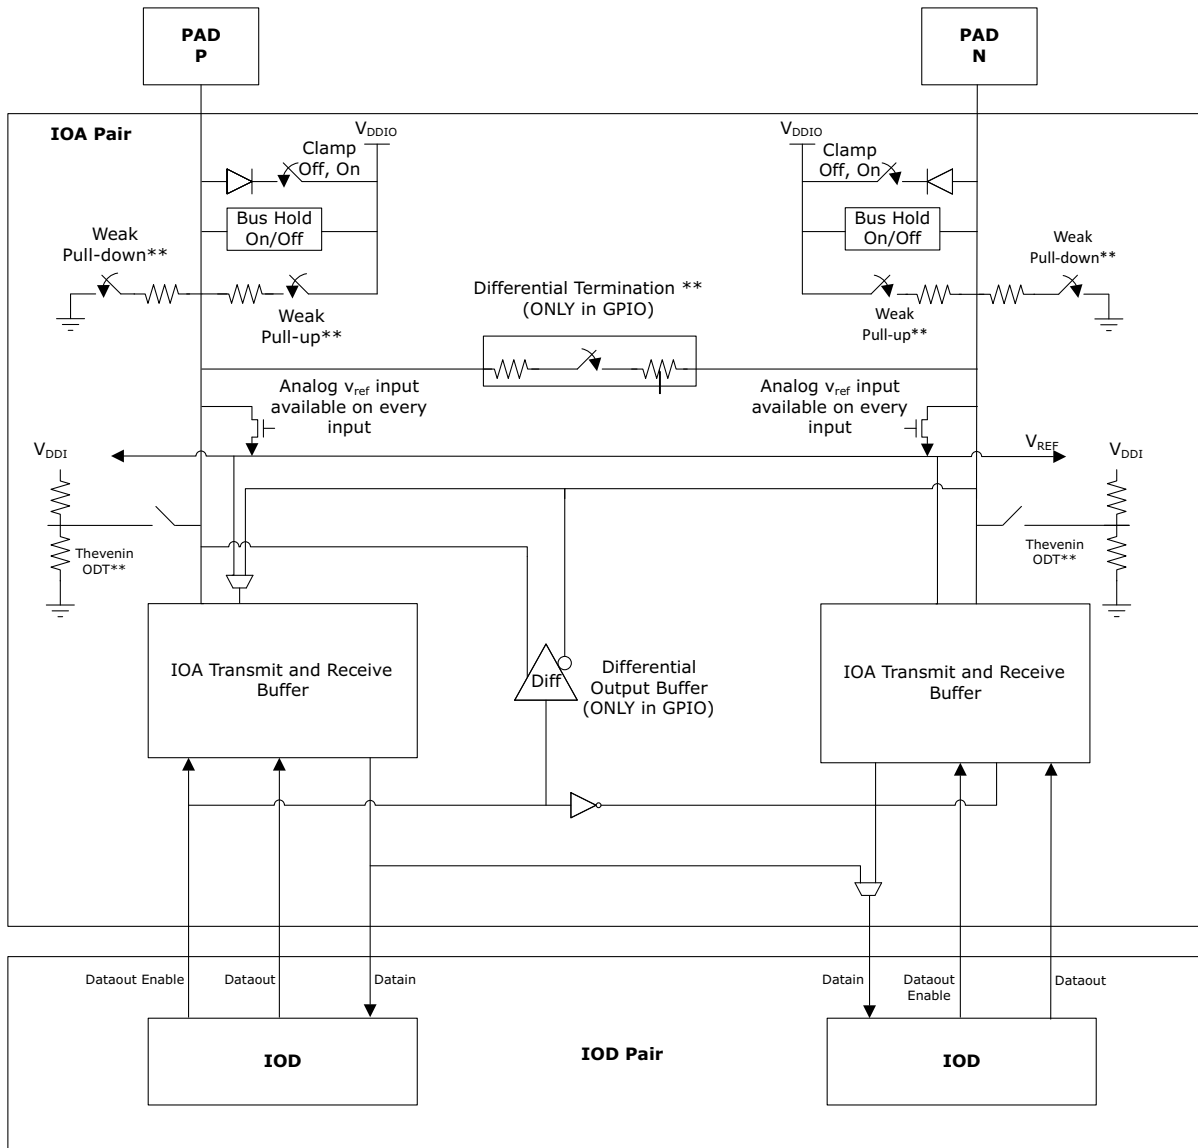 PAD
P
PAD
N
IOA Pair
VDDIO
Clamp
Off, On
VDDIO
Clamp
Off, On
Bus Hold
On/Off
Bus Hold
On/Off
Weak
Pull-down**
Weak
Pull-down**
Weak
Pull-up**
Differential Termination **
(ONLY in GPIO)
Weak
Pull-up**
Analog vref input
available on every
input
Analog vref input
available on every
input
VDDI
VREF
VDDI
Thevenin
ODT**
Thevenin
ODT**
IOA Transmit and Receive
Buffer
Diff
Differential
Output Buffer
(ONLY in GPIO)
IOA Transmit and Receive
Buffer
Dataout Enable
Dataout
Datain
Datain
Dataout
Enable
Dataout
IOD
IOD Pair
IOD